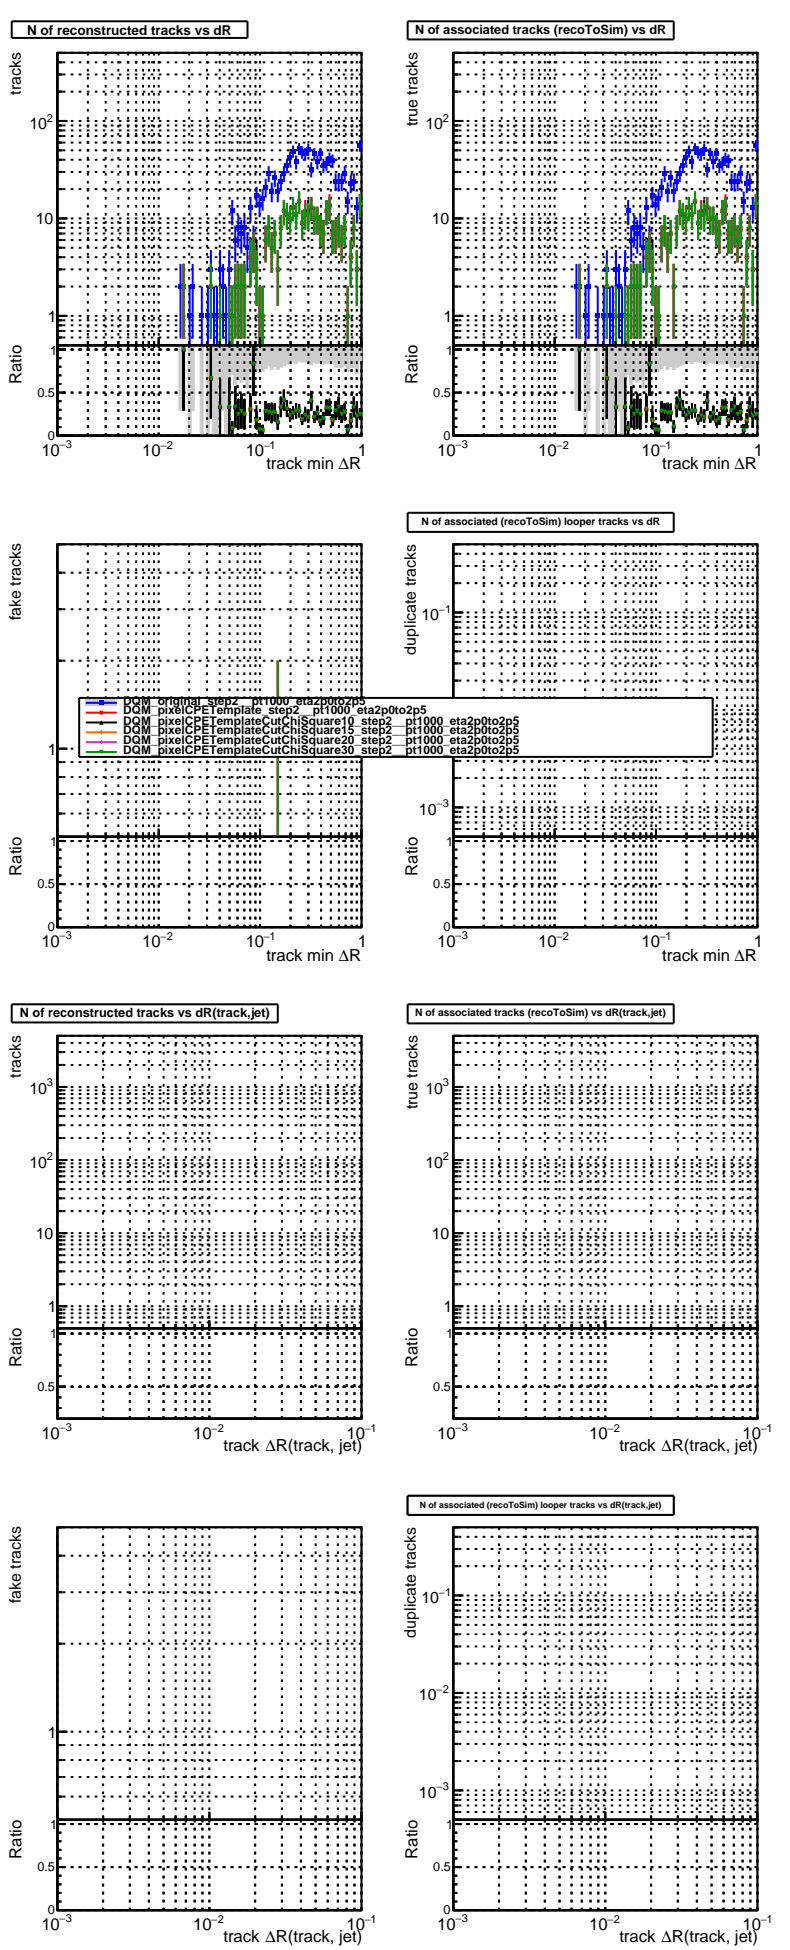 N of reconstructed tracks vs dR
N of associated tracks (recoToSim) vs dR
tracks
10²
10
1
Ratio
1
0.5
0
10⁻³ 10⁻² 10⁻¹ 1
track min ΔR
true tracks
10²
10
1
Ratio
1
0.5
0
10⁻³ 10⁻² 10⁻¹ 1
track min ΔR
N of associated (recoToSim) looper tracks vs dR
fake tracks
1
Ratio
1
0.5
0
10⁻³ 10⁻² 10⁻¹ 1
track min ΔR
duplicate tracks
10⁻¹
10⁻³
Ratio
1
0.5
0
10⁻³ 10⁻² 10⁻¹ 1
track min ΔR
DQM_original_step2__pt1000_eta2p0to2p5
DQM_pixelCPETemplate_step2__pt1000_eta2p0to2p5
DQM_pixelCPETemplateCutChiSquare10_step2__pt1000_eta2p0to2p5
DQM_pixelCPETemplateCutChiSquare15_step2__pt1000_eta2p0to2p5
DQM_pixelCPETemplateCutChiSquare20_step2__pt1000_eta2p0to2p5
DQM_pixelCPETemplateCutChiSquare30_step2__pt1000_eta2p0to2p5
N of reconstructed tracks vs dR(track,jet)
N of associated tracks (recoToSim) vs dR(track,jet)
tracks
10³
10²
10
1
Ratio
1
0.5
10⁻³ 10⁻² 10⁻¹
track ΔR(track, jet)
true tracks
10³
10²
10
1
Ratio
1
0.5
10⁻³ 10⁻² 10⁻¹
track ΔR(track, jet)
N of associated (recoToSim) looper tracks vs dR(track,jet)
fake tracks
1
Ratio
1
0.5
0
10⁻³ 10⁻² 10⁻¹
track ΔR(track, jet)
duplicate tracks
10⁻¹
10⁻²
10⁻³
Ratio
1
0.5
0
10⁻³ 10⁻² 10⁻¹
track ΔR(track, jet)